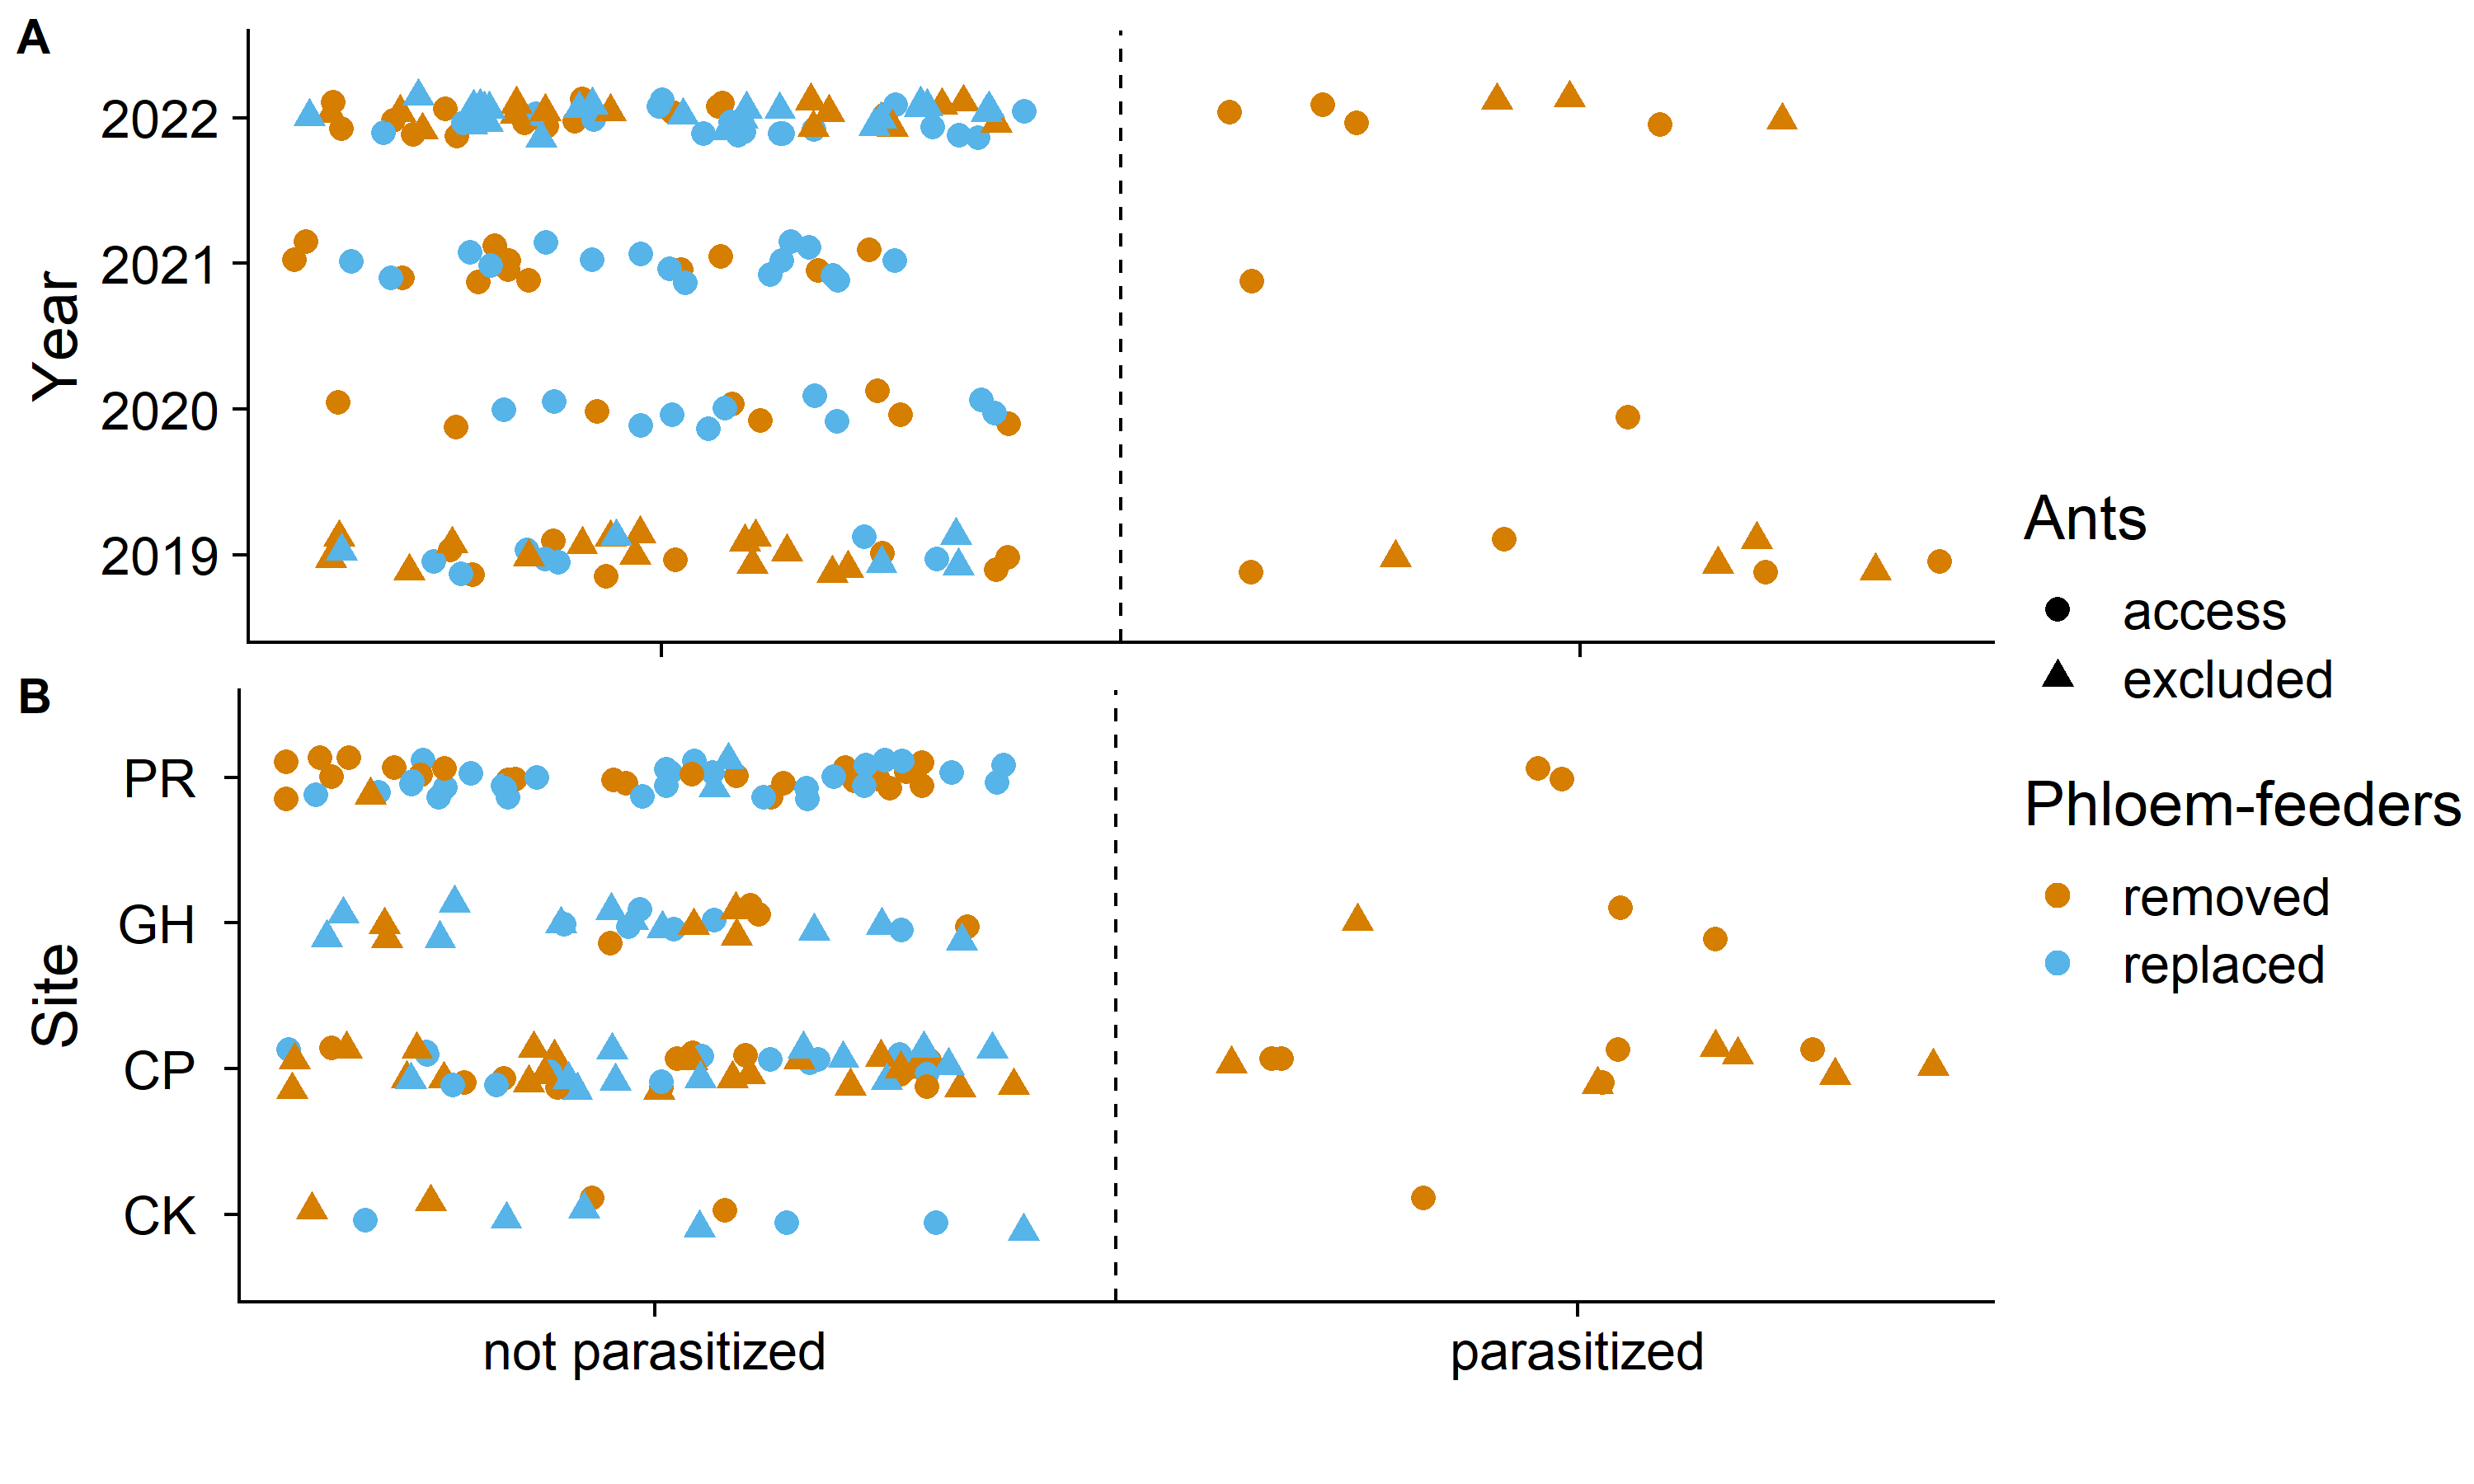 A
2022
2021
2020
2019
Year
Ants
access
excluded
Phloem-feeders
removed
replaced
B
PR
GH
CP
CK
Site
not parasitized
parasitized